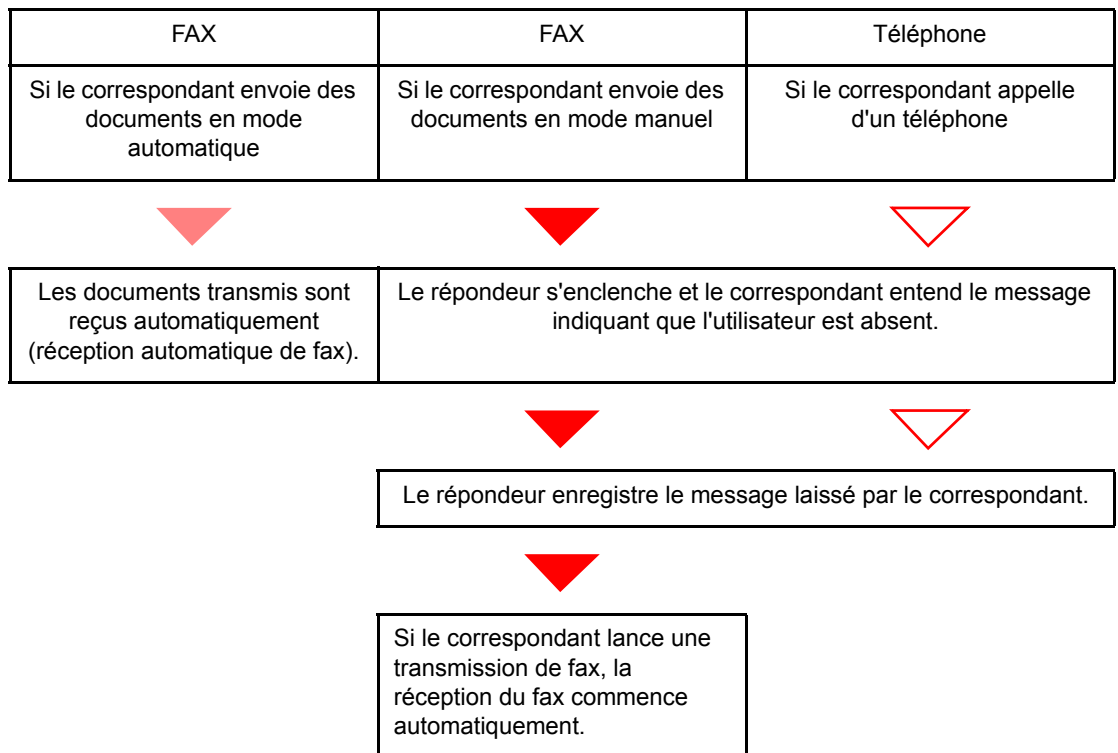 FAX
FAX
Téléphone
Si le correspondant envoie des
documents en mode
automatique
Si le correspondant envoie des
documents en mode manuel
Si le correspondant appelle
d'un téléphone
Les documents transmis sont
reçus automatiquement
(réception automatique de fax).
Le répondeur s'enclenche et le correspondant entend le message
indiquant que l'utilisateur est absent.
Le répondeur enregistre le message laissé par le correspondant.
Si le correspondant lance une
transmission de fax, la
réception du fax commence
automatiquement.